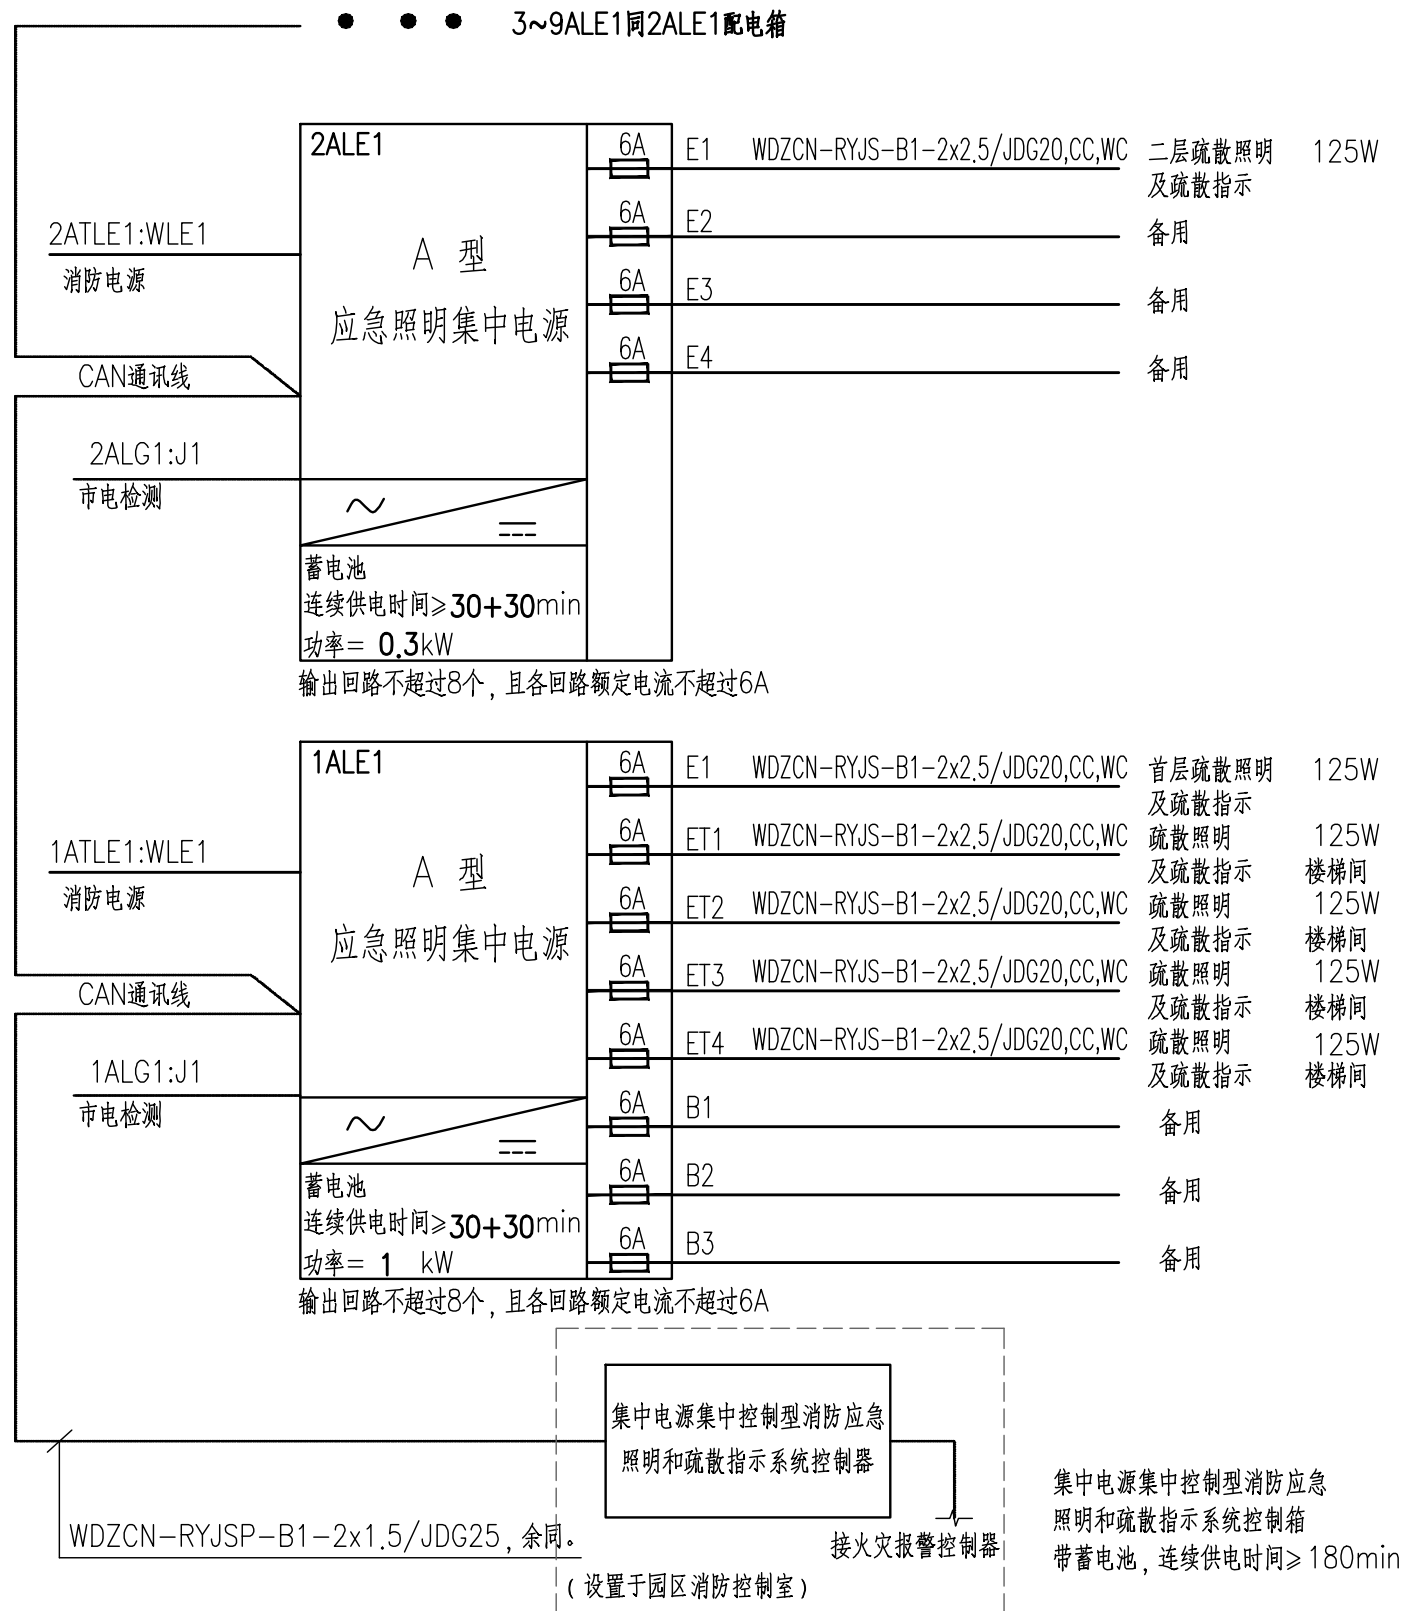 3~9ALE1同2ALE1配电箱
2ALE1
A 型
应急照明集中电源
2ATLE1:WLE1
消防电源
CAN通讯线
2ALG1:J1
市电检测
蓄电池
连续供电时间≥30+30min
功率= 0.3kW
输出回路不超过8个，且各回路额定电流不超过6A
6A E1 WDZCN-RYJS-B1-2x2.5/JDG20,CC,WC 二层疏散照明 125W
及疏散指示
6A E2 备用
6A E3 备用
6A E4 备用
1ALE1
A 型
应急照明集中电源
1ATLE1:WLE1
消防电源
CAN通讯线
1ALG1:J1
市电检测
蓄电池
连续供电时间≥30+30min
功率= 1 kW
输出回路不超过8个，且各回路额定电流不超过6A
6A E1 WDZCN-RYJS-B1-2x2.5/JDG20,CC,WC 首层疏散照明 125W
及疏散指示
6A ET1 WDZCN-RYJS-B1-2x2.5/JDG20,CC,WC 疏散照明 125W
及疏散指示 楼梯间
6A ET2 WDZCN-RYJS-B1-2x2.5/JDG20,CC,WC 疏散照明 125W
及疏散指示 楼梯间
6A ET3 WDZCN-RYJS-B1-2x2.5/JDG20,CC,WC 疏散照明 125W
及疏散指示 楼梯间
6A ET4 WDZCN-RYJS-B1-2x2.5/JDG20,CC,WC 疏散照明 125W
及疏散指示 楼梯间
6A B1 备用
6A B2 备用
6A B3 备用
集中电源集中控制型消防应急
照明和疏散指示系统控制器
WDZCN-RYJSP-B1-2x1.5/JDG25，余同。
接火灾报警控制器
（设置于园区消防控制室）
集中电源集中控制型消防应急
照明和疏散指示系统控制箱
带蓄电池，连续供电时间≥180min